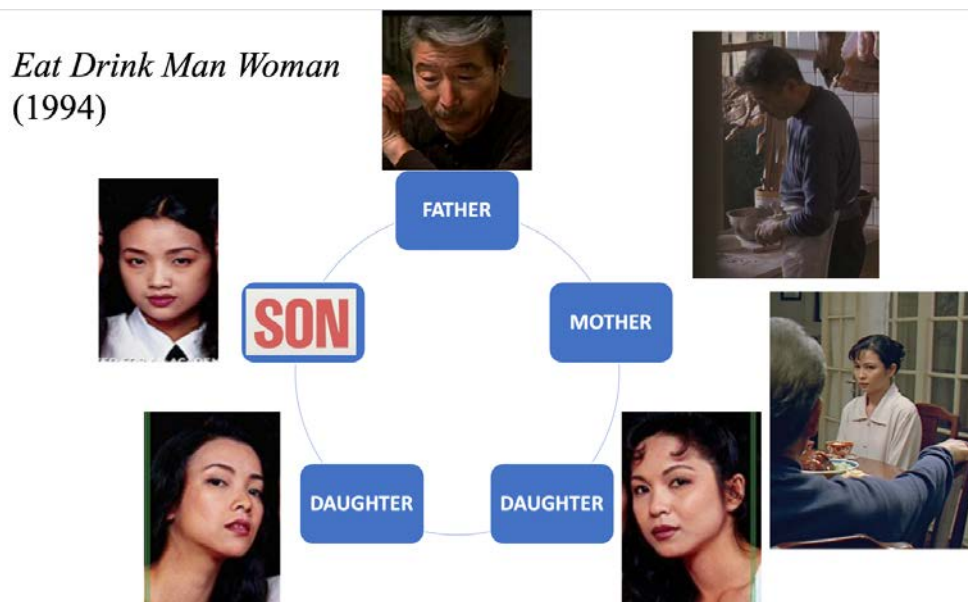 Eat Drink Man Woman
(1994)
FATHER
SON
MOTHER
DAUGHTER
DAUGHTER